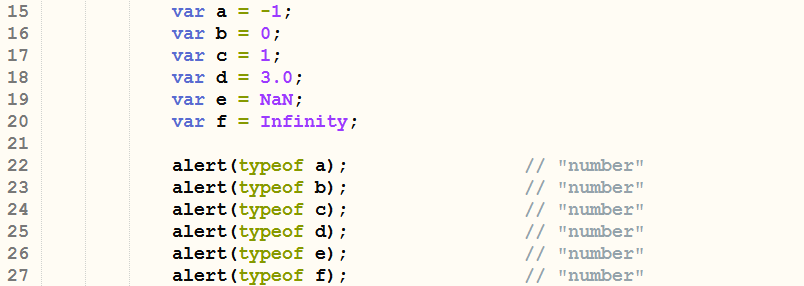 15 var a = -1;
16 var b = 0;
17 var c = 1;
18 var d = 3.0;
19 var e = NaN;
20 var f = Infinity;
21
22 alert(typeof a); // "number"
23 alert(typeof b); // "number"
24 alert(typeof c); // "number"
25 alert(typeof d); // "number"
26 alert(typeof e); // "number"
27 alert(typeof f); // "number"